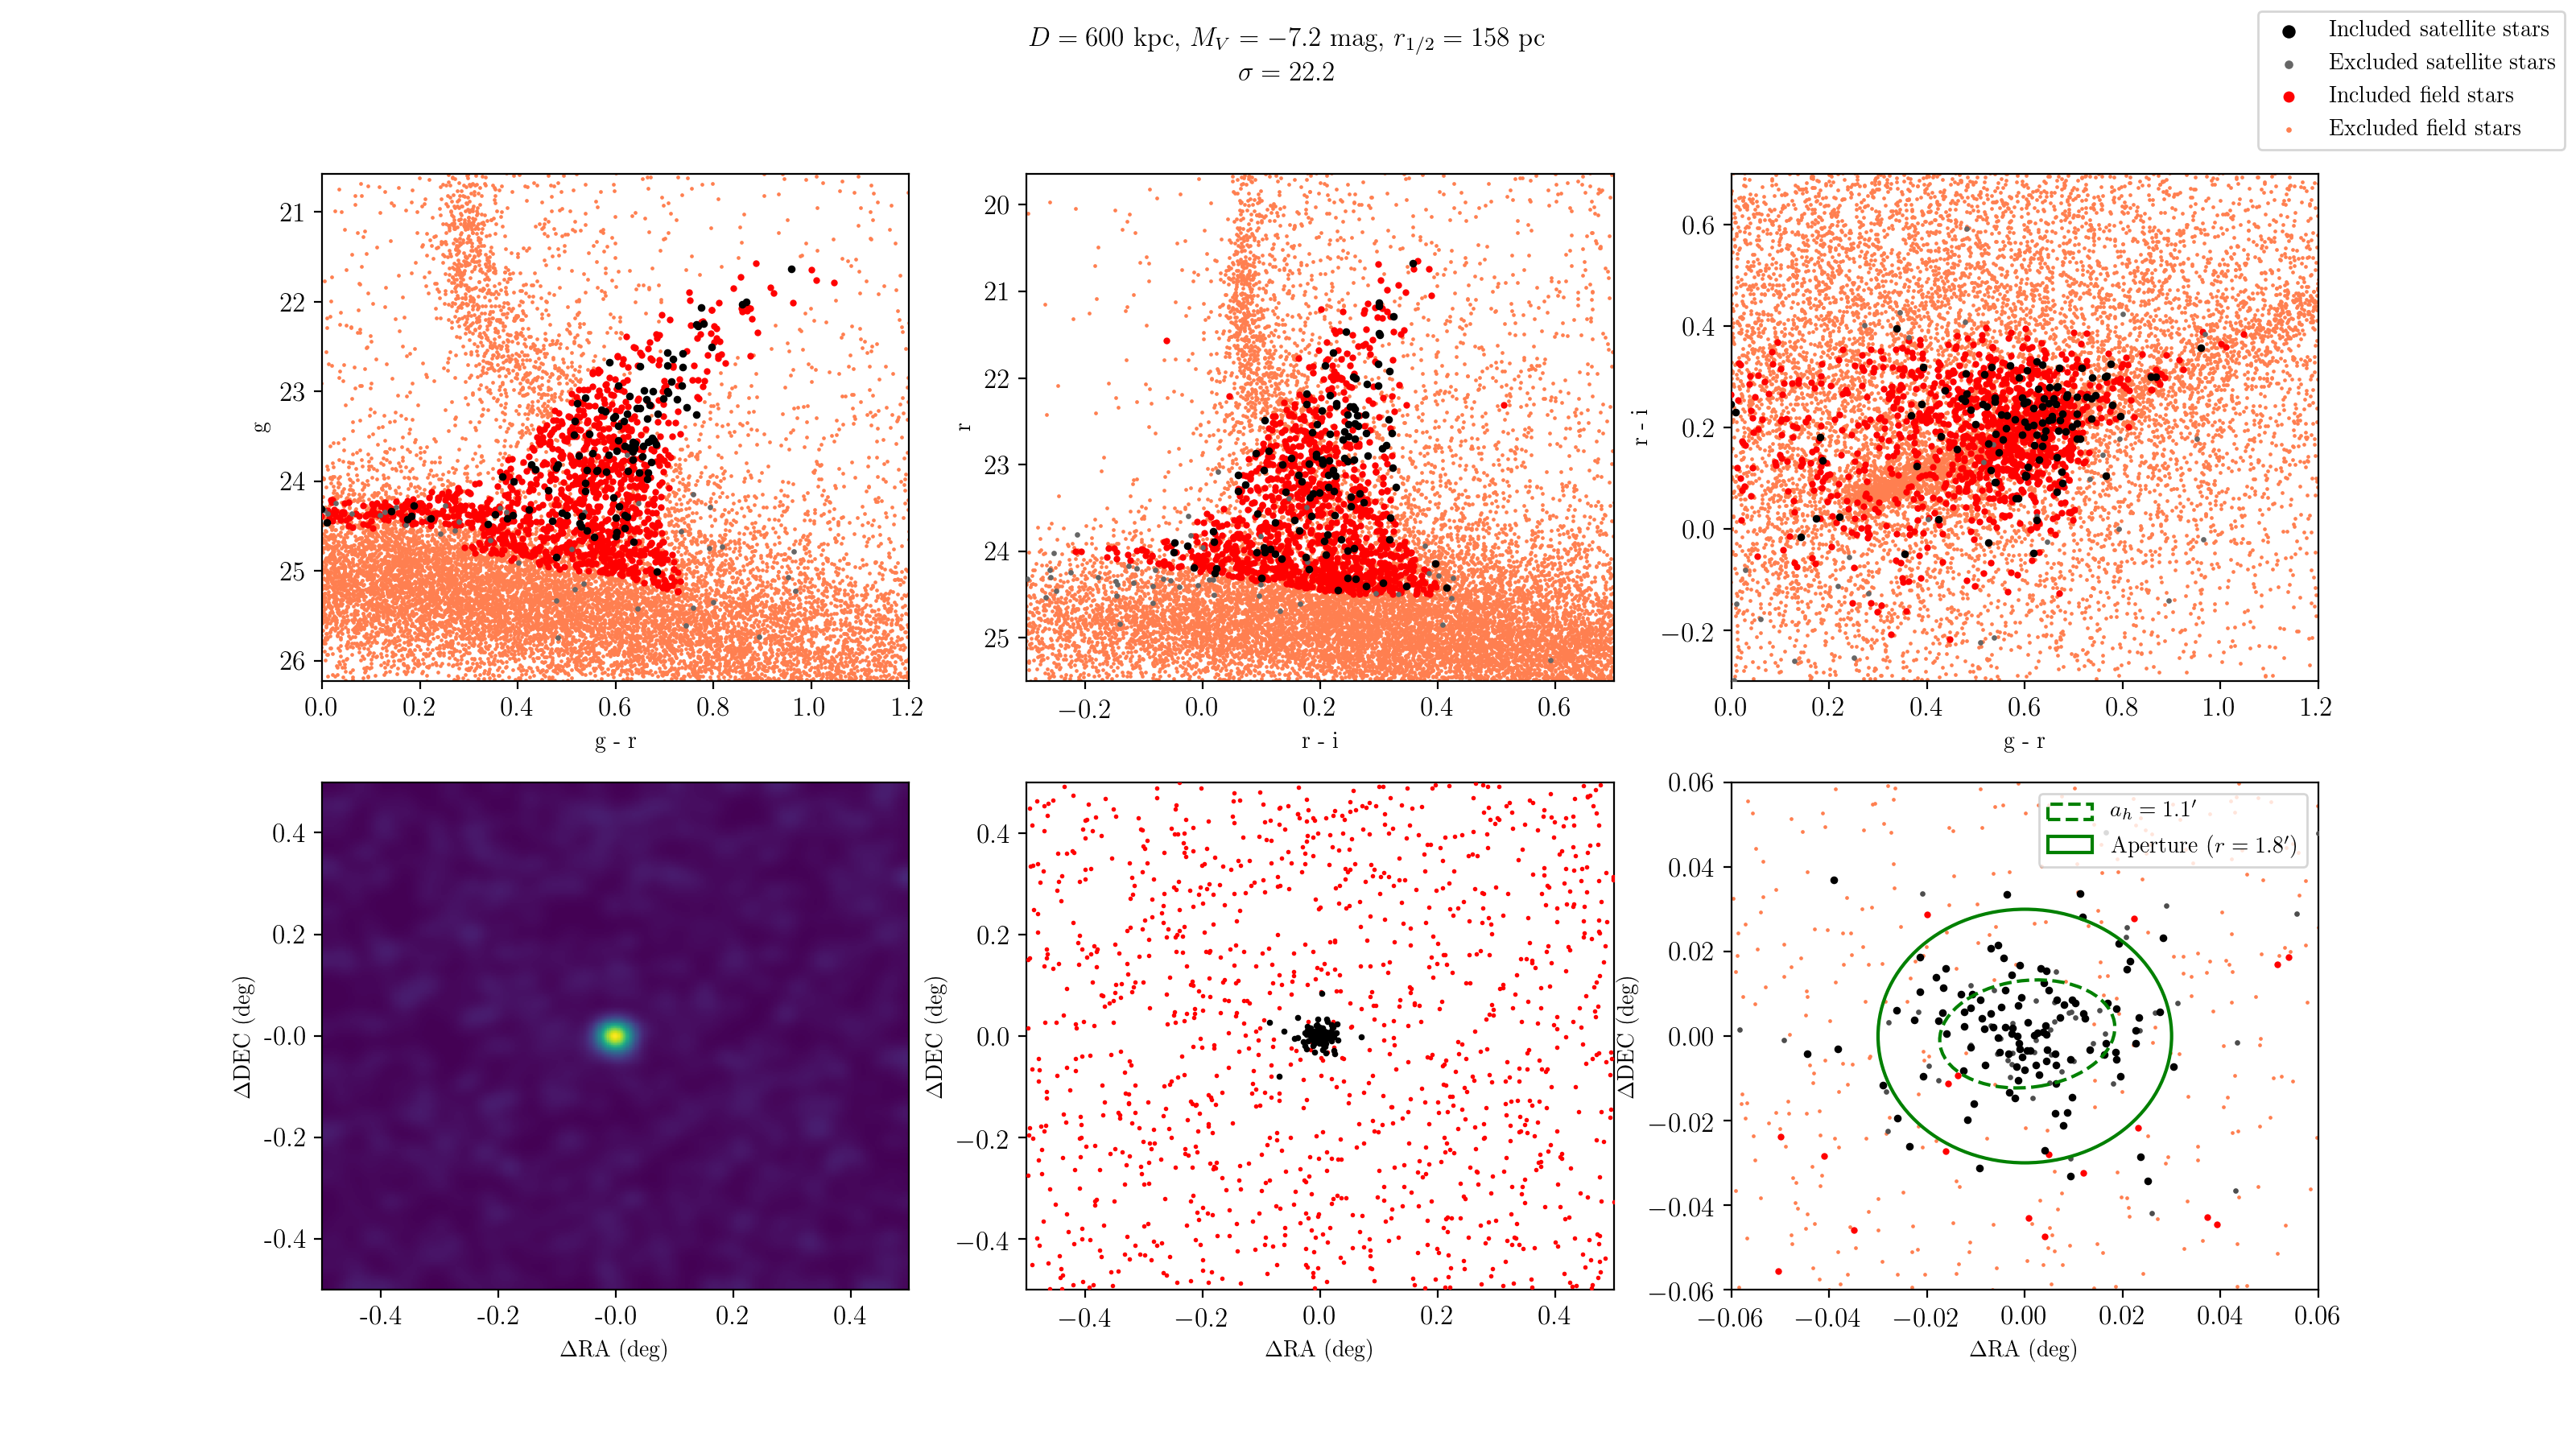 D = 600 kpc, M_V = −7.2 mag, r_{1/2} = 158 pc
σ = 22.2
Included satellite stars
Excluded satellite stars
Included field stars
Excluded field stars
21
22
23
24
25
26
g
0.0 0.2 0.4 0.6 0.8 1.0 1.2
g - r
20
21
22
23
24
25
r
−0.2 0.0 0.2 0.4 0.6
r - i
0.6
0.4
0.2
0.0
−0.2
r - i
0.0 0.2 0.4 0.6 0.8 1.0 1.2
g - r
0.4
0.2
-0.0
-0.2
-0.4
ΔDEC (deg)
-0.4 -0.2 -0.0 0.2 0.4
ΔRA (deg)
0.4
0.2
0.0
−0.2
−0.4
ΔDEC (deg)
−0.4 −0.2 0.0 0.2 0.4
ΔRA (deg)
a_h = 1.1′
Aperture (r = 1.8′)
0.06
0.04
0.02
0.00
−0.02
−0.04
−0.06
ΔDEC (deg)
−0.06 −0.04 −0.02 0.00 0.02 0.04 0.06
ΔRA (deg)